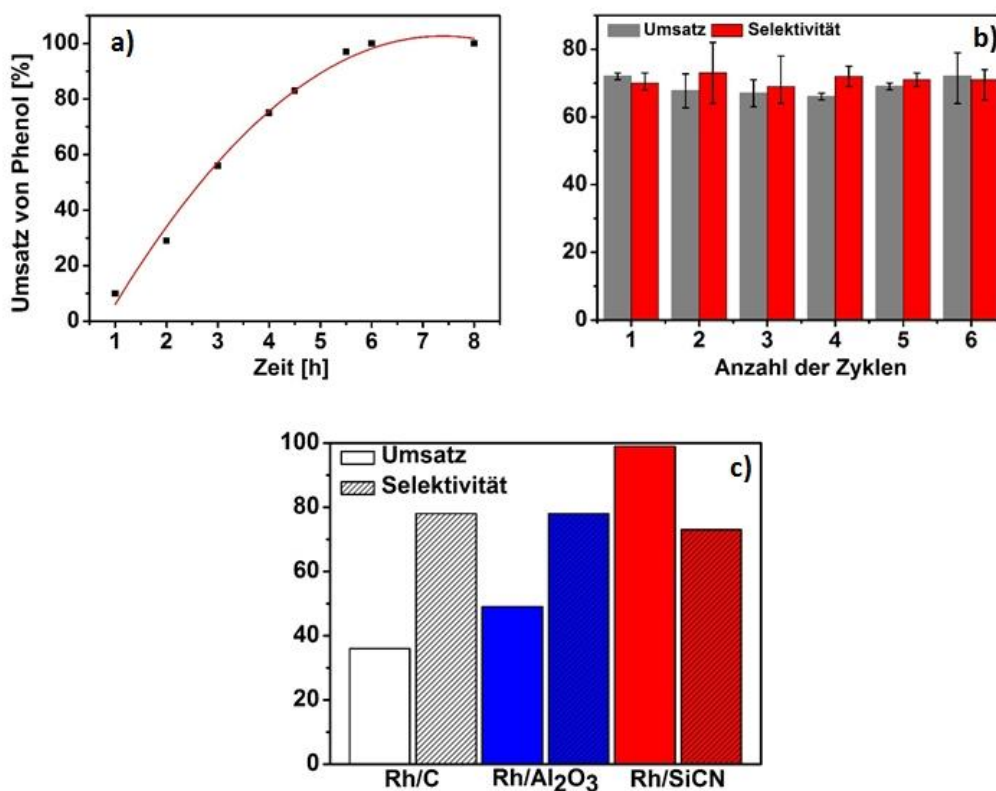 a)
Umsatz von Phenol [%]
100
80
60
40
20
0
1 2 3 4 5 6 7 8
Zeit [h]
b)
Umsatz Selektivität
80
60
40
20
0
1 2 3 4 5 6
Anzahl der Zyklen
c)
Umsatz
Selektivität
100
80
60
40
20
0
Rh/C Rh/Al₂O₃ Rh/SiCN